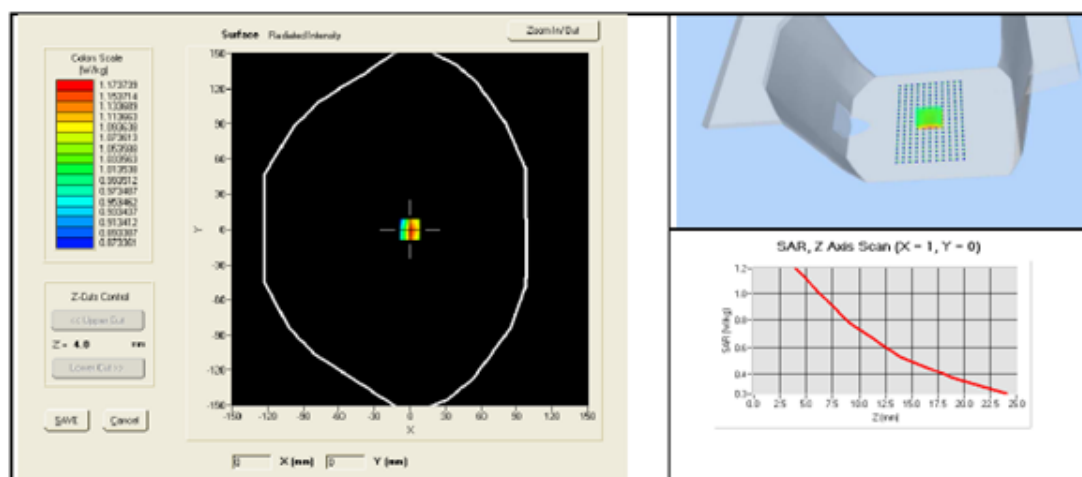 Surface Radiated Intensity
Zoom In/Out
Colors Scale
(W/kg)
1.173739
1.153714
1.133689
1.113663
1.093638
1.073613
1.053588
1.033563
1.013538
0.993512
0.973487
0.953462
0.933437
0.913412
0.893387
0.873361
150
120
90
60
30
0
-30
-60
-90
-120
-150
Y
-150 -120 -90 -60 -30 0 30 60 90 120 150
X
Z-Cuts Control
<< Upper Cut
Z = 4.0 mm
Lower Cut >>
SAVE Cancel
0 X (mm) 0 Y (mm)
SAR, Z Axis Scan (X = 1, Y = 0)
SAR (W/kg)
1.2
1.0
0.8
0.6
0.4
0.3
0.0 2.5 5.0 7.5 10.0 12.5 15.0 17.5 20.0 22.5 25.0
Z (mm)